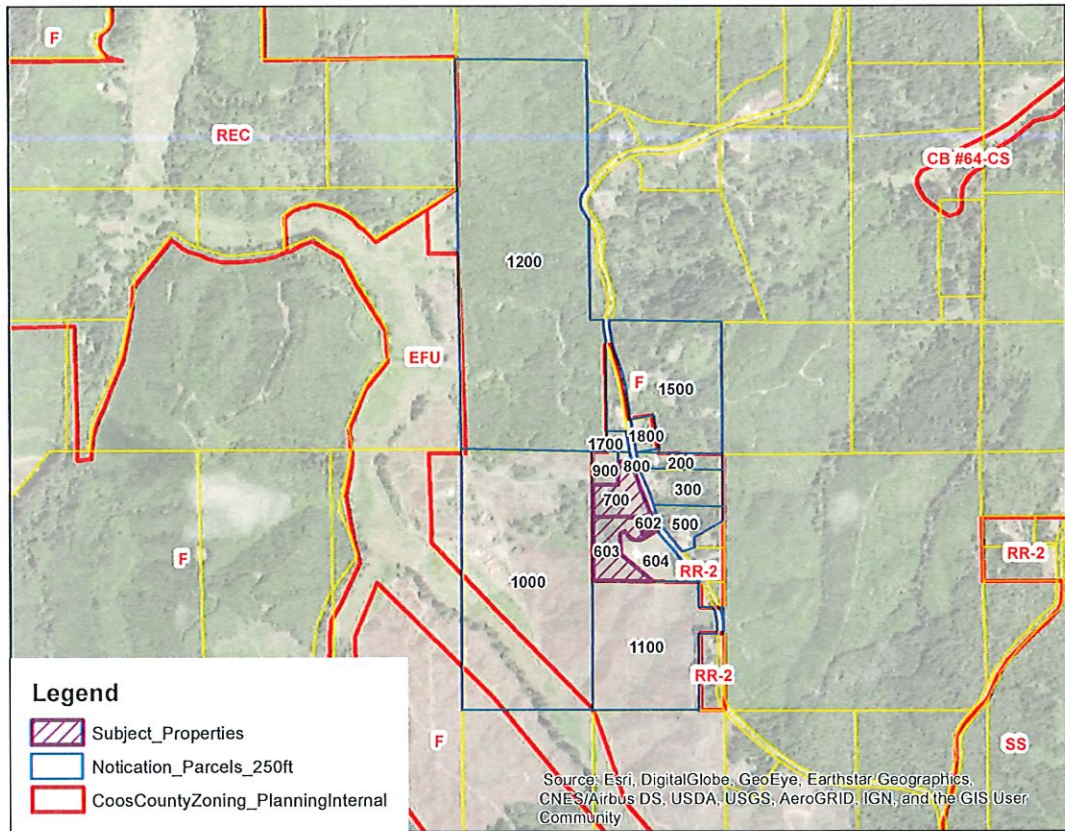 F
REC
CB #64-CS
1200
EFU
F
1500
1700
1800
800
200
900
300
700
602
500
603
604
RR-2
RR-2
F
1000
1100
RR-2
SS
F
Legend
Subject_Properties
Notication_Parcels_250ft
CoosCountyZoning_PlanningInternal
Source: Esri, DigitalGlobe, GeoEye, Earthstar Geographics,
CNES/Airbus DS, USDA, USGS, AeroGRID, IGN, and the GIS User
Community